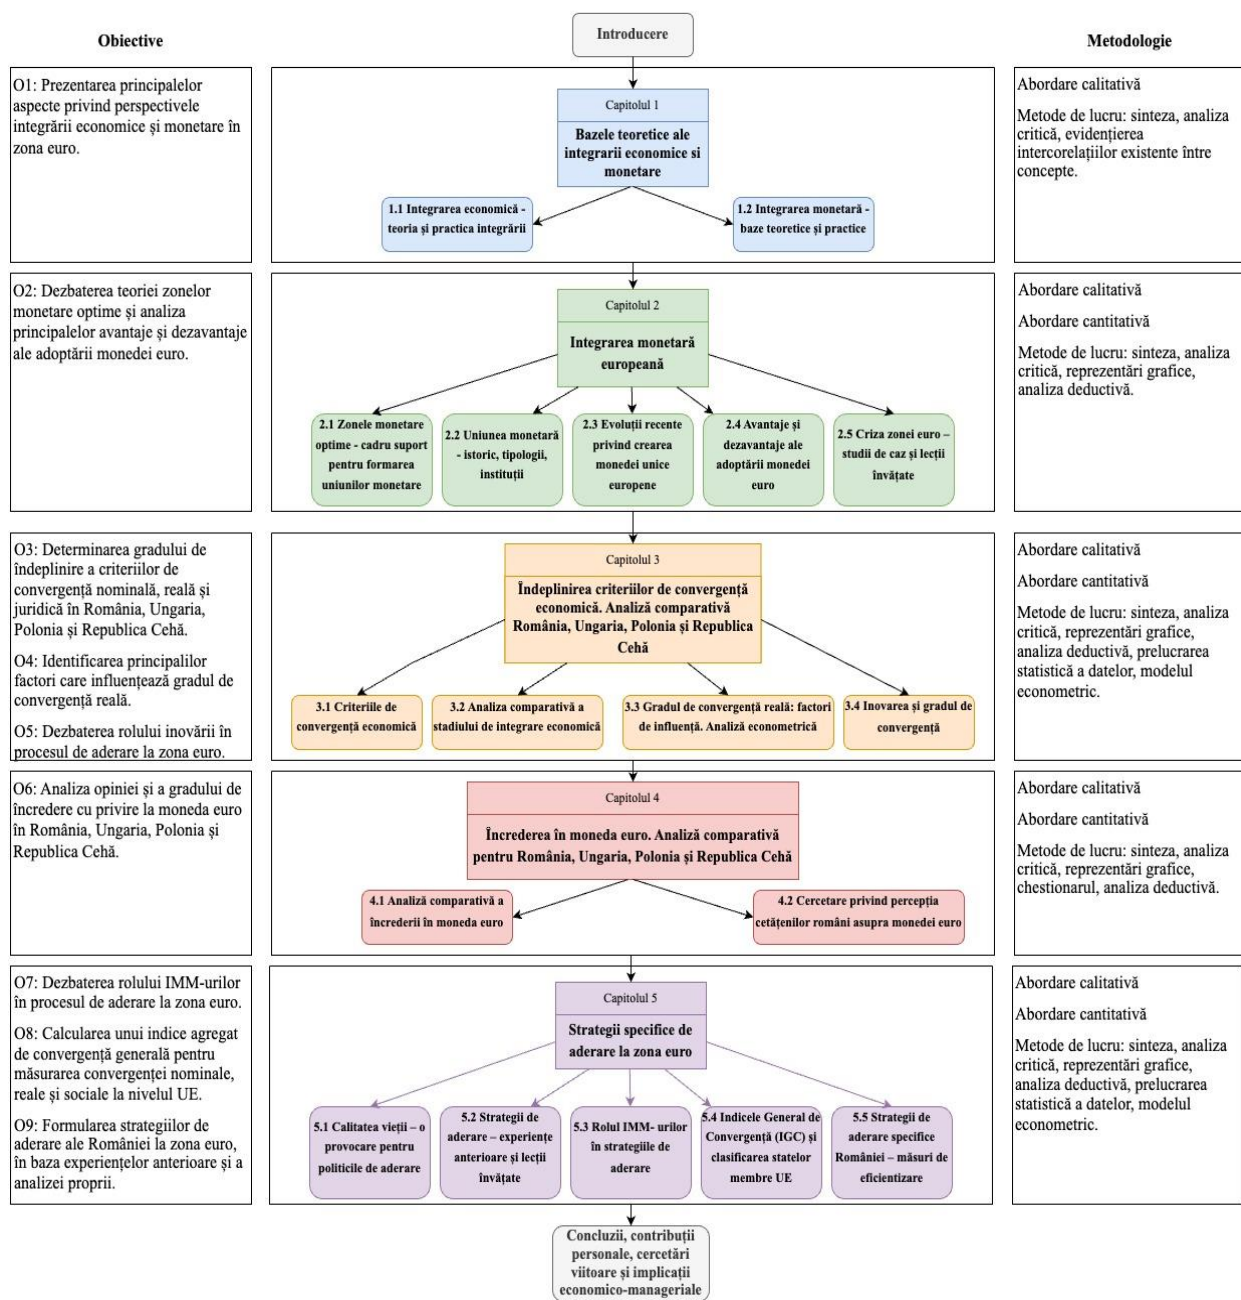 Obiective
Introducere
Metodologie
O1: Prezentarea principalelor
aspecte privind perspectivele
integrării economice și monetare în
zona euro.
Capitolul 1
Bazele teoretice ale
integrarii economice si
monetare
1.1 Integrarea economică -
teoria și practica integrării
1.2 Integrarea monetară -
baze teoretice și practice
Abordare calitativă
Metode de lucru: sinteza, analiza
critică, evidențierea
intercorelațiilor existente între
concepte.
O2: Dezbaterea teoriei zonelor
monetare optime și analiza
principalelor avantaje și dezavantaje
ale adoptării monedei euro.
Capitolul 2
Integrarea monetară
europeană
2.1 Zonele monetare
optime - cadru suport
pentru formarea
uniunilor monetare
2.2 Uniunea monetară
- istoric, tipologii,
instituții
2.3 Evoluții recente
privind crearea
monedei unice
europene
2.4 Avantaje și
dezavantaje ale
adoptării monedei
euro
2.5 Criza zonei euro –
studii de caz și lecții
învățate
Abordare calitativă
Abordare cantitativă
Metode de lucru: sinteza, analiza
critică, reprezentări grafice,
analiza deductivă.
O3: Determinarea gradului de
îndeplinire a criteriilor de
convergență nominală, reală și
juridică în România, Ungaria,
Polonia și Republica Cehă.
O4: Identificarea principalilor
factori care influențează gradul de
convergență reală.
O5: Dezbaterea rolului inovării în
procesul de aderare la zona euro.
Capitolul 3
Îndeplinirea criteriilor de convergență
economică. Analiză comparativă
România, Ungaria, Polonia și Republica
Cehă
3.1 Criteriile de
convergență economică
3.2 Analiza comparativă a
stadiului de integrare economică
3.3 Gradul de convergență reală: factori
de influență. Analiză econometrică
3.4 Inovarea și gradul de
convergență
Abordare calitativă
Abordare cantitativă
Metode de lucru: sinteza, analiza
critică, reprezentări grafice,
analiza deductivă, prelucrarea
statistică a datelor, modelul
econometric.
O6: Analiza opiniei și a gradului de
încredere cu privire la moneda euro
în România, Ungaria, Polonia și
Republica Cehă.
Capitolul 4
Încrederea în moneda euro. Analiză comparativă
pentru România, Ungaria, Polonia și Republica Cehă
4.1 Analiză comparativă a
încrederii în moneda euro
4.2 Cercetare privind percepția
cetățenilor români asupra monedei euro
Abordare calitativă
Abordare cantitativă
Metode de lucru: sinteza, analiza
critică, reprezentări grafice,
chestionarul, analiza deductivă.
O7: Dezbaterea rolului IMM-urilor
în procesul de aderare la zona euro.
O8: Calcularea unui indice agregat
de convergență generală pentru
măsurarea convergenței nominale,
reale și sociale la nivelul UE.
O9: Formularea strategiilor de
aderare ale României la zona euro,
în baza experiențelor anterioare și a
analizei proprii.
Capitolul 5
Strategii specifice de
aderare la zona euro
5.1 Calitatea vieții – o
provocare pentru
politicile de aderare
5.2 Strategii de
aderare – experiențe
anterioare și lecții
învățate
5.3 Rolul IMM- urilor
în strategiile de
aderare
5.4 Indicele General de
Convergență (IGC) și
clasificarea statelor
membre UE
5.5 Strategii de
aderare specifice
României – măsuri de
eficientizare
Abordare calitativă
Abordare cantitativă
Metode de lucru: sinteza, analiza
critică, reprezentări grafice,
analiza deductivă, prelucrarea
statistică a datelor, modelul
econometric.
Concluzii, contribuții
personale, cercetări
viitoare și implicații
economico-manageriale